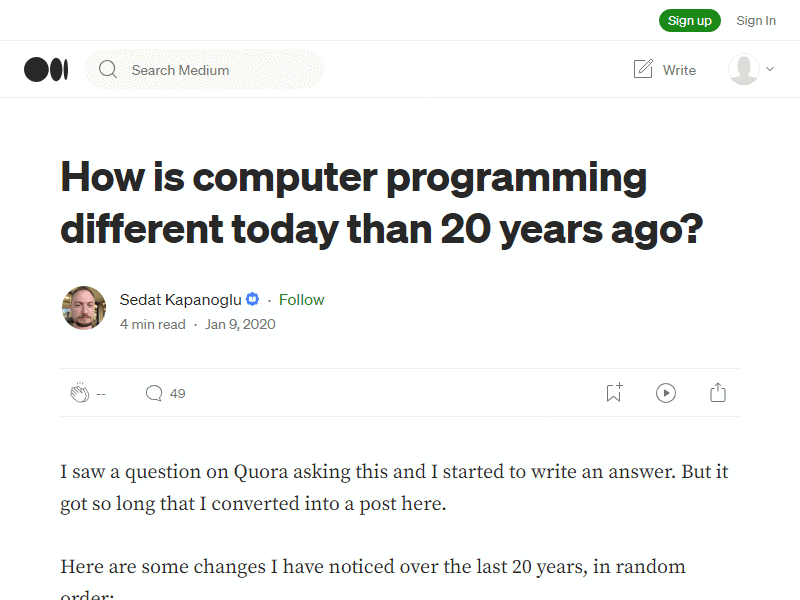 Sign up Sign In
Search Medium Write
How is computer programming
different today than 20 years ago?
Sedat Kapanoglu · Follow
4 min read · Jan 9, 2020
-- 49
I saw a question on Quora asking this and I started to write an answer. But it
got so long that I converted into a post here.
Here are some changes I have noticed over the last 20 years, in random
order: